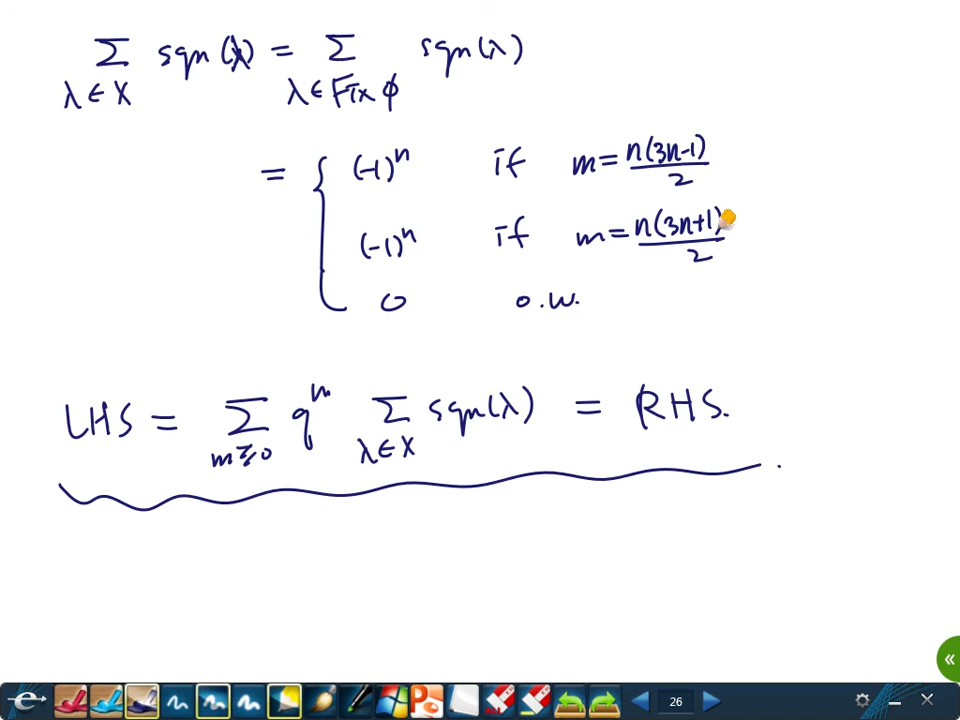 Σ sgn(λ) = Σ sgn(λ)
λ∈X λ∈Fix φ
= { (-1)^n if m = n(3n-1)/2
(-1)^n if m = n(3n+1)/2
0 o.w.
LHS = Σ q^m Σ sgn(λ) = RHS.
m≥0 λ∈X
26